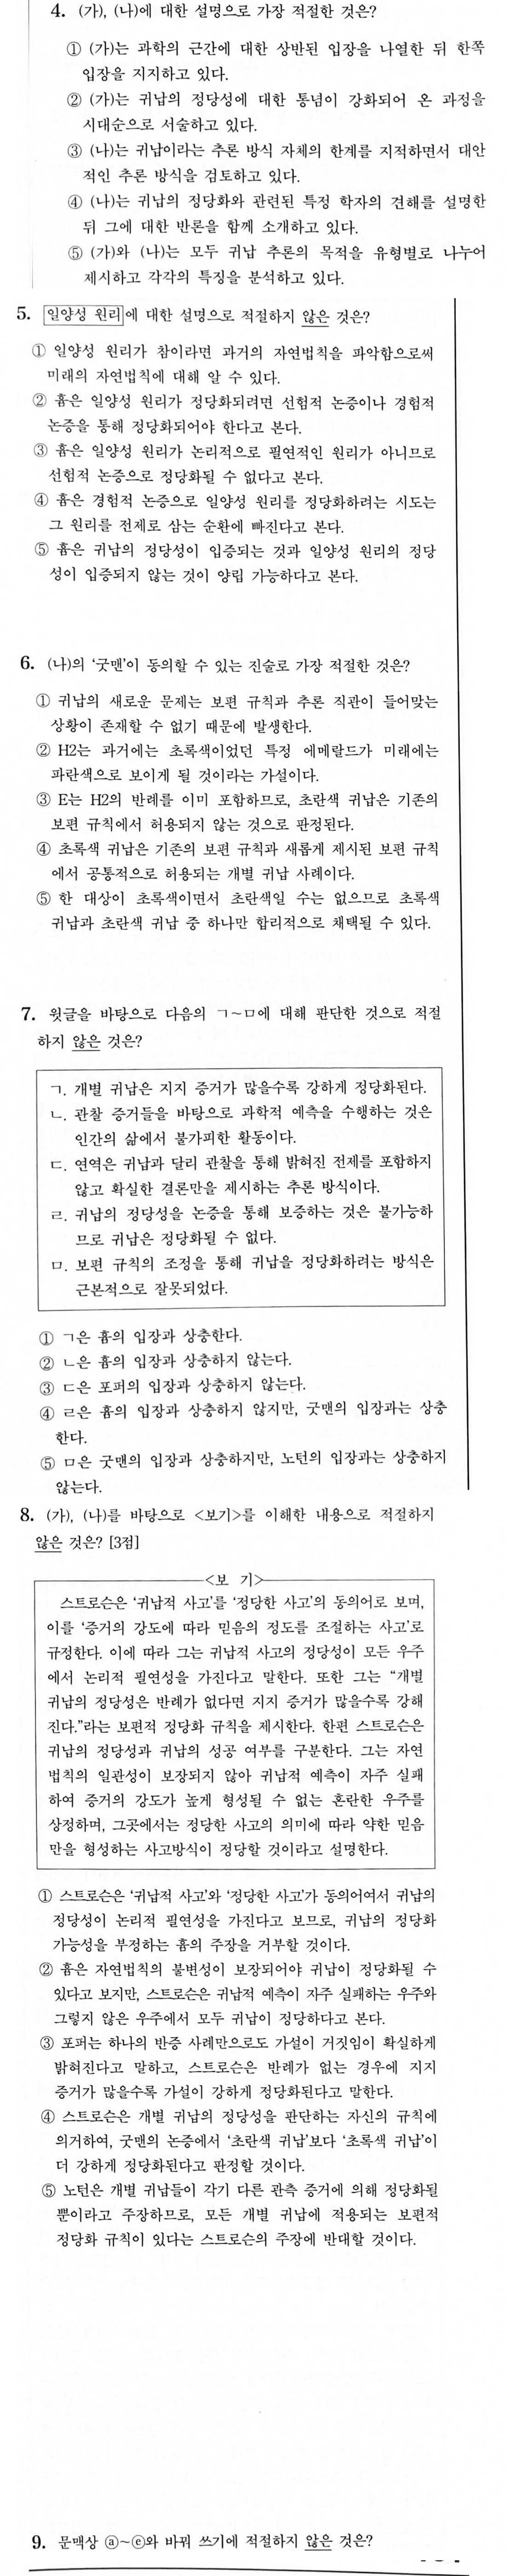 4. (가), (나)에 대한 설명으로 가장 적절한 것은?
① (가)는 과학의 근간에 대한 상반된 입장을 나열한 뒤 한쪽
입장을 지지하고 있다.
② (가)는 귀납의 정당성에 대한 통념이 강화되어 온 과정을
시대순으로 서술하고 있다.
③ (나)는 귀납이라는 추론 방식 자체의 한계를 지적하면서 대안
적인 추론 방식을 검토하고 있다.
④ (나)는 귀납의 정당화와 관련된 특정 학자의 견해를 설명한
뒤 그에 대한 반론을 함께 소개하고 있다.
⑤ (가)와 (나)는 모두 귀납 추론의 목적을 유형별로 나누어
제시하고 각각의 특징을 분석하고 있다.
5. 일양성 원리에 대한 설명으로 적절하지 않은 것은?
① 일양성 원리가 참이라면 과거의 자연법칙을 파악함으로써
미래의 자연법칙에 대해 알 수 있다.
② 흄은 일양성 원리가 정당화되려면 선험적 논증이나 경험적
논증을 통해 정당화되어야 한다고 본다.
③ 흄은 일양성 원리가 논리적으로 필연적인 원리가 아니므로
선험적 논증으로 정당화될 수 없다고 본다.
④ 흄은 경험적 논증으로 일양성 원리를 정당화하려는 시도는
그 원리를 전제로 삼는 순환에 빠진다고 본다.
⑤ 흄은 귀납의 정당성이 입증되는 것과 일양성 원리의 정당
성이 입증되지 않는 것이 양립 가능하다고 본다.
6. (나)의 '굿맨'이 동의할 수 있는 진술로 가장 적절한 것은?
① 귀납의 새로운 문제는 보편 규칙과 추론 직관이 들어맞는
상황이 존재할 수 없기 때문에 발생한다.
② H2는 과거에는 초록색이었던 특정 에메랄드가 미래에는
파란색으로 보이게 될 것이라는 가설이다.
③ E는 H2의 반례를 이미 포함하므로, 초란색 귀납은 기존의
보편 규칙에서 허용되지 않는 것으로 판정된다.
④ 초록색 귀납은 기존의 보편 규칙과 새롭게 제시된 보편 규칙
에서 공통적으로 허용되는 개별 귀납 사례이다.
⑤ 한 대상이 초록색이면서 초란색일 수는 없으므로 초록색
귀납과 초란색 귀납 중 하나만 합리적으로 채택될 수 있다.
7. 윗글을 바탕으로 다음의 ㄱ~ㅁ에 대해 판단한 것으로 적절
하지 않은 것은?
ㄱ. 개별 귀납은 지지 증거가 많을수록 강하게 정당화된다.
ㄴ. 관찰 증거들을 바탕으로 과학적 예측을 수행하는 것은
인간의 삶에서 불가피한 활동이다.
ㄷ. 연역은 귀납과 달리 관찰을 통해 밝혀진 전제를 포함하지
않고 확실한 결론만을 제시하는 추론 방식이다.
ㄹ. 귀납의 정당성을 논증을 통해 보증하는 것은 불가능하
므로 귀납은 정당화될 수 없다.
ㅁ. 보편 규칙의 조정을 통해 귀납을 정당화하려는 방식은
근본적으로 잘못되었다.
① ㄱ은 흄의 입장과 상충한다.
② ㄴ은 흄의 입장과 상충하지 않는다.
③ ㄷ은 포퍼의 입장과 상충하지 않는다.
④ ㄹ은 흄의 입장과 상충하지 않지만, 굿맨의 입장과는 상충
한다.
⑤ ㅁ은 굿맨의 입장과 상충하지만, 노턴의 입장과는 상충하지
않는다.
8. (가), (나)를 바탕으로 <보기>를 이해한 내용으로 적절하지
않은 것은? [3점]
<보 기>
스트로슨은 '귀납적 사고'를 '정당한 사고'의 동의어로 보며,
이를 '증거의 강도에 따라 믿음의 정도를 조절하는 사고'로
규정한다. 이에 따라 그는 귀납적 사고의 정당성이 모든 우주
에서 논리적 필연성을 가진다고 말한다. 또한 그는 "개별
귀납의 정당성은 반례가 없다면 지지 증거가 많을수록 강해
진다."라는 보편적 정당화 규칙을 제시한다. 한편 스트로슨은
귀납의 정당성과 귀납의 성공 여부를 구분한다. 그는 자연
법칙의 일관성이 보장되지 않아 귀납적 예측이 자주 실패
하여 증거의 강도가 높게 형성될 수 없는 혼란한 우주를
상정하며, 그곳에서는 정당한 사고의 의미에 따라 약한 믿음
만을 형성하는 사고방식이 정당할 것이라고 설명한다.
① 스트로슨은 '귀납적 사고'와 '정당한 사고'가 동의어여서 귀납의
정당성이 논리적 필연성을 가진다고 보므로, 귀납의 정당화
가능성을 부정하는 흄의 주장을 거부할 것이다.
② 흄은 자연법칙의 불변성이 보장되어야 귀납이 정당화될 수
있다고 보지만, 스트로슨은 귀납적 예측이 자주 실패하는 우주와
그렇지 않은 우주에서 모두 귀납이 정당하다고 본다.
③ 포퍼는 하나의 반증 사례만으로도 가설이 거짓임이 확실하게
밝혀진다고 말하고, 스트로슨은 반례가 없는 경우에 지지
증거가 많을수록 가설이 강하게 정당화된다고 말한다.
④ 스트로슨은 개별 귀납의 정당성을 판단하는 자신의 규칙에
의거하여, 굿맨의 논증에서 '초란색 귀납'보다 '초록색 귀납'이
더 강하게 정당화된다고 판정할 것이다.
⑤ 노턴은 개별 귀납들이 각기 다른 관측 증거에 의해 정당화될
뿐이라고 주장하므로, 모든 개별 귀납에 적용되는 보편적
정당화 규칙이 있다는 스트로슨의 주장에 반대할 것이다.
9. 문맥상 ⓐ~ⓔ와 바꿔 쓰기에 적절하지 않은 것은?